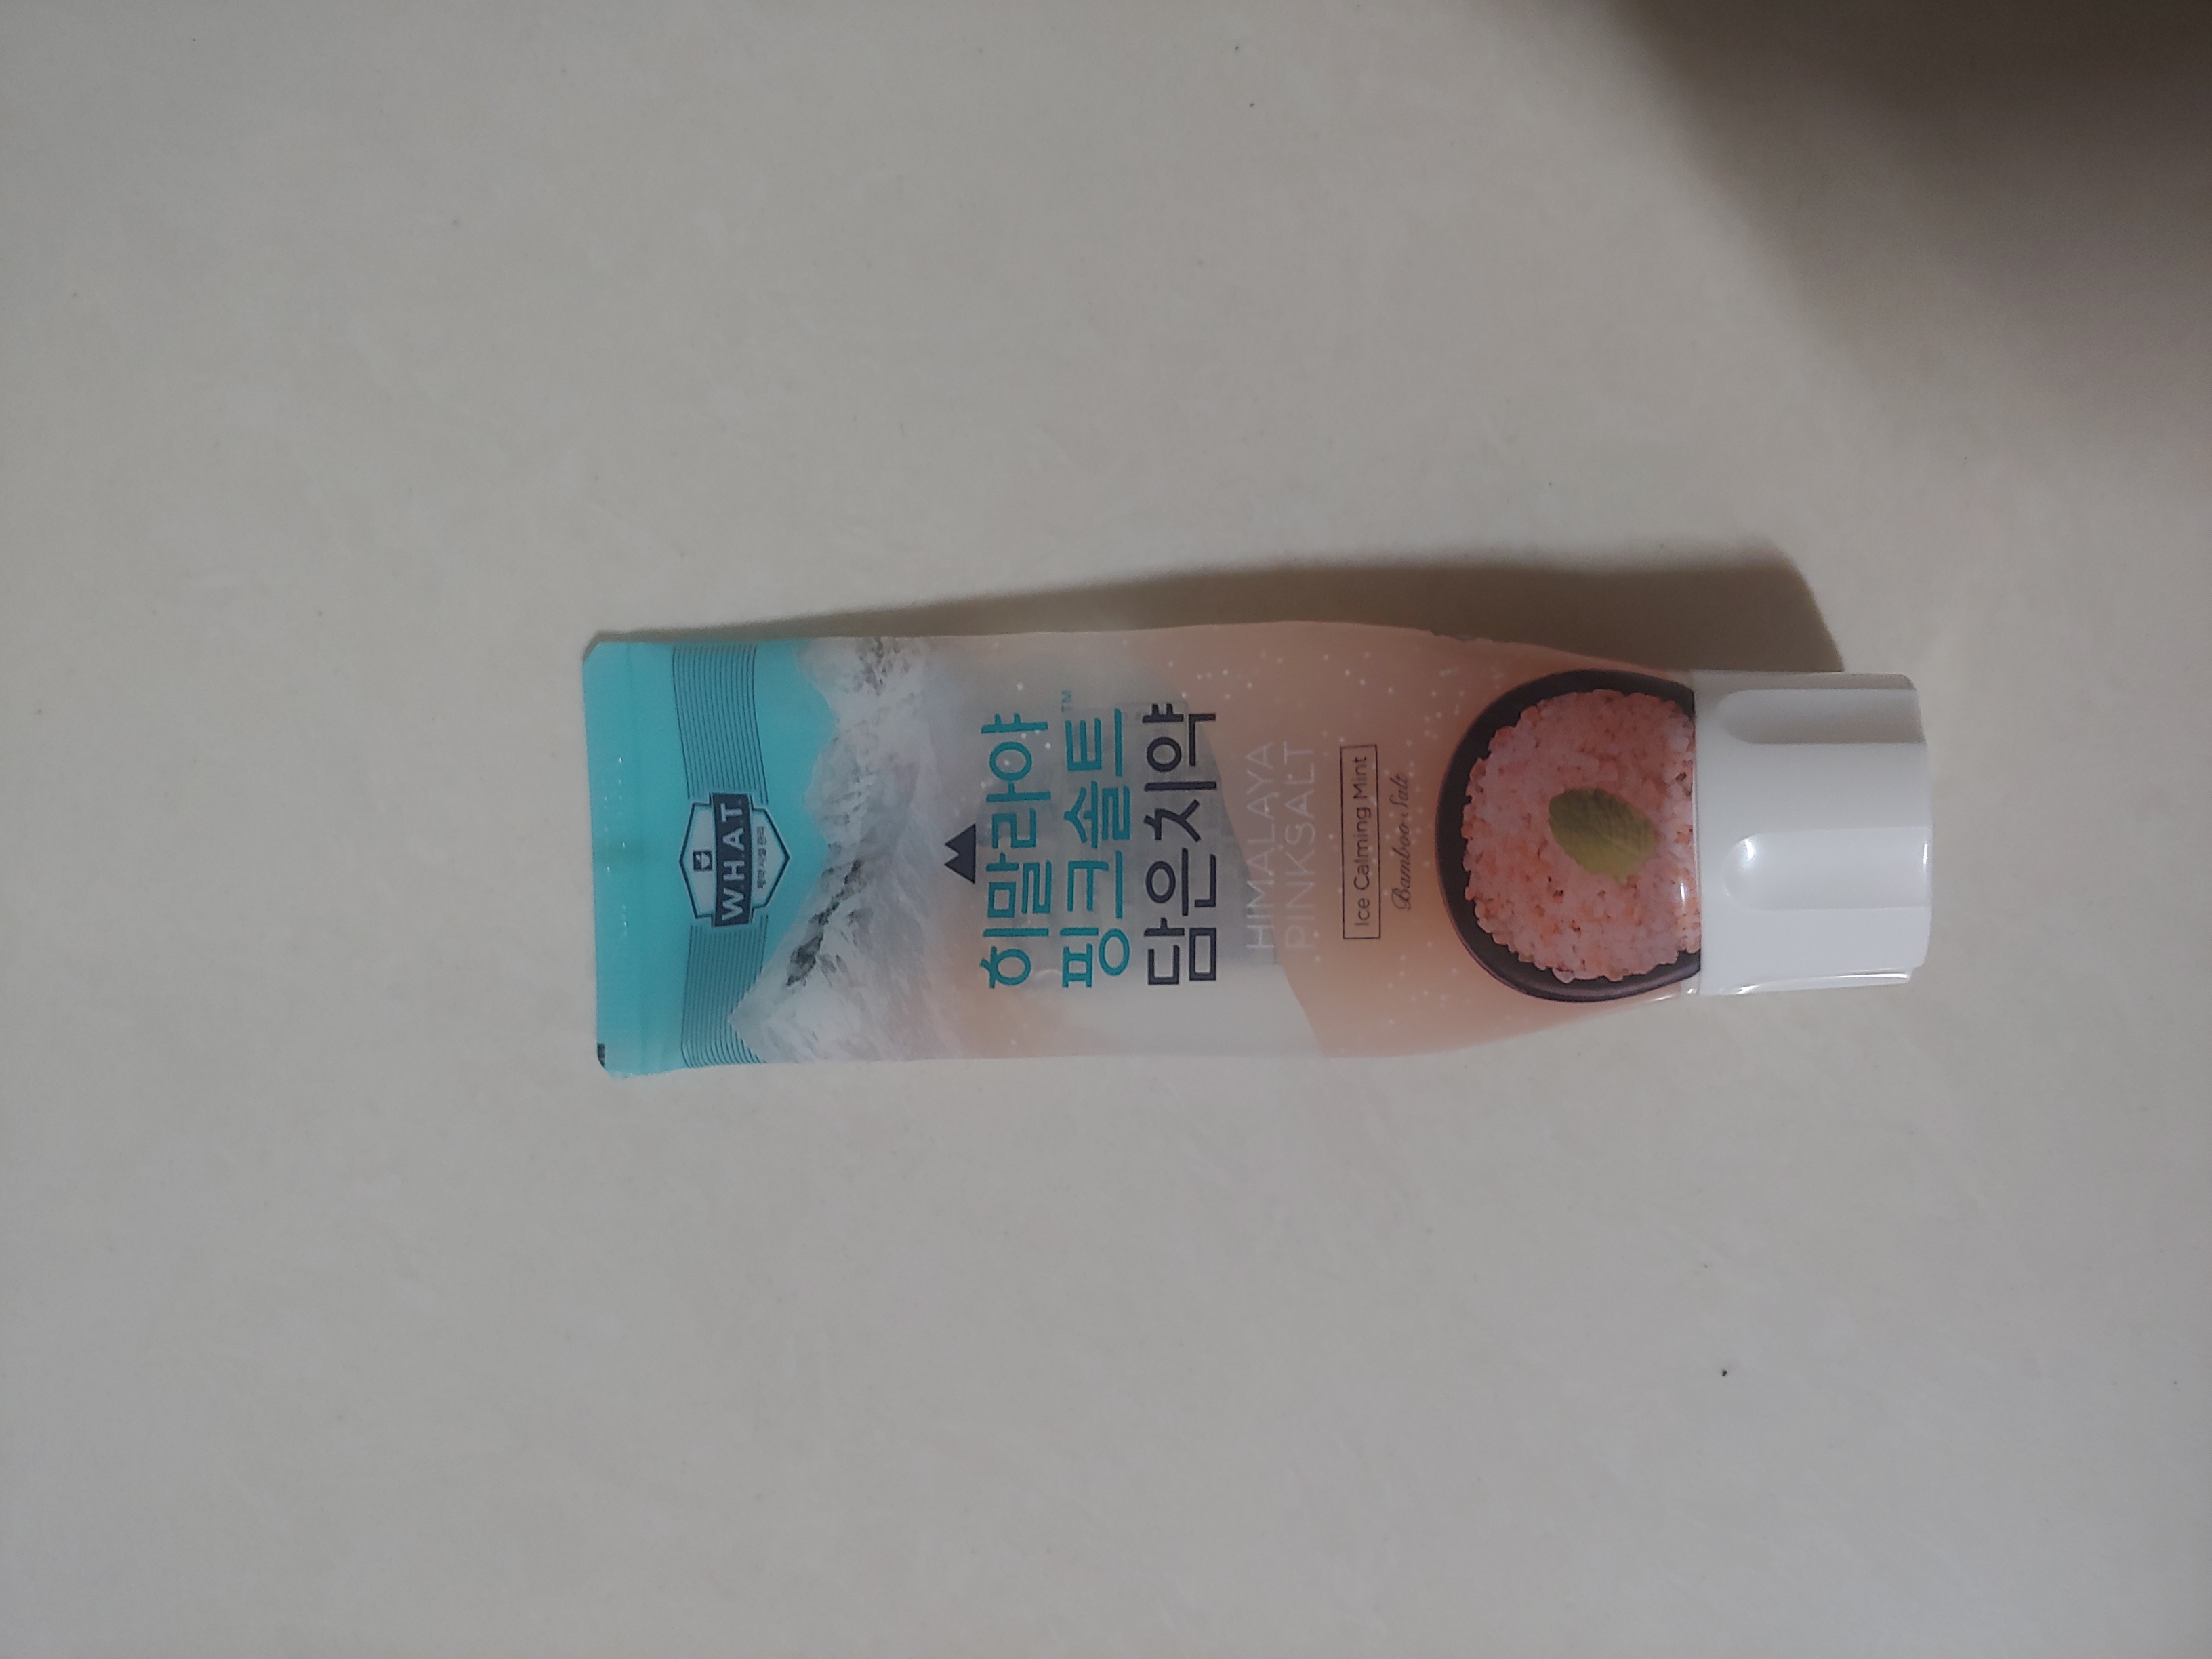 W.H.A.T.
히말라야
핑크솔트™
담은치약
HIMALAYA
PINKSALT
Ice Calming Mint
Bamboo Salt